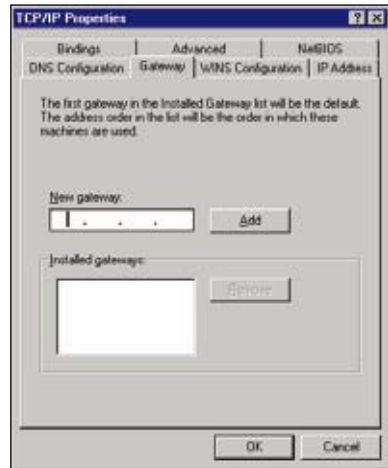 TCP/IP Properties
Bindings Advanced NetBIOS
DNS Configuration Gateway WINS Configuration IP Address
The first gateway in the Installed Gateway list will be the default.
The address order in the list will be the order in which these
machines are used.
New gateway:
. . .
Add
Installed gateways:
Remove
OK Cancel